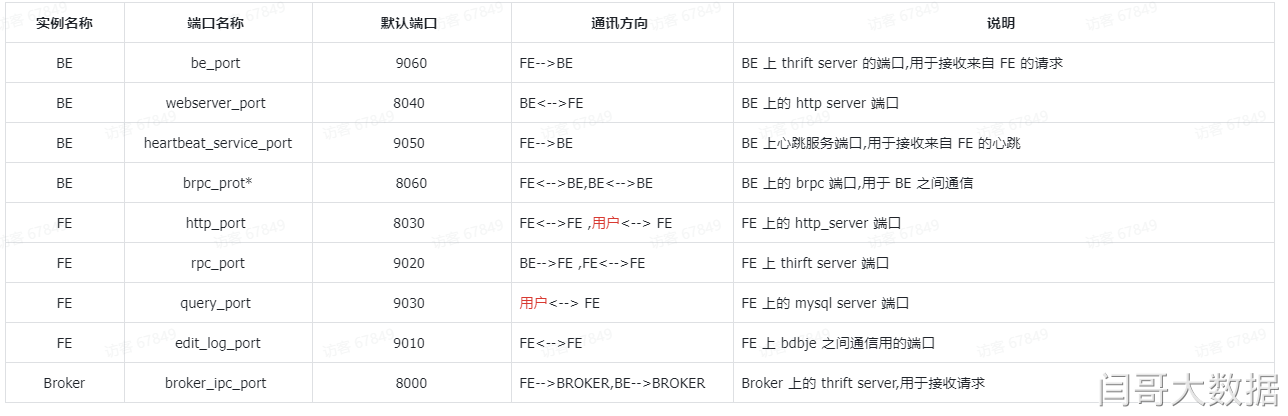 实例名称 端口名称 默认端口 通讯方向 说明
BE be_port 9060 FE-->BE BE 上 thrift server 的端口,用于接收来自 FE 的请求
BE webserver_port 8040 BE<-->FE BE 上的 http server 端口
BE heartbeat_service_port 9050 FE-->BE BE 上心跳服务端口,用于接收来自 FE 的心跳
BE brpc_prot* 8060 FE<-->BE,BE<-->BE BE 上的 brpc 端口,用于 BE 之间通信
FE http_port 8030 FE<-->FE ,用户<--> FE FE 上的 http_server 端口
FE rpc_port 9020 BE-->FE ,FE<-->FE FE 上 thirft server 端口
FE query_port 9030 用户<--> FE FE 上的 mysql server 端口
FE edit_log_port 9010 FE<-->FE FE 上 bdbje 之间通信用的端口
Broker broker_ipc_port 8000 FE-->BROKER,BE-->BROKER Broker 上的 thrift server,用于接收请求
访客 67849
闫哥大数据